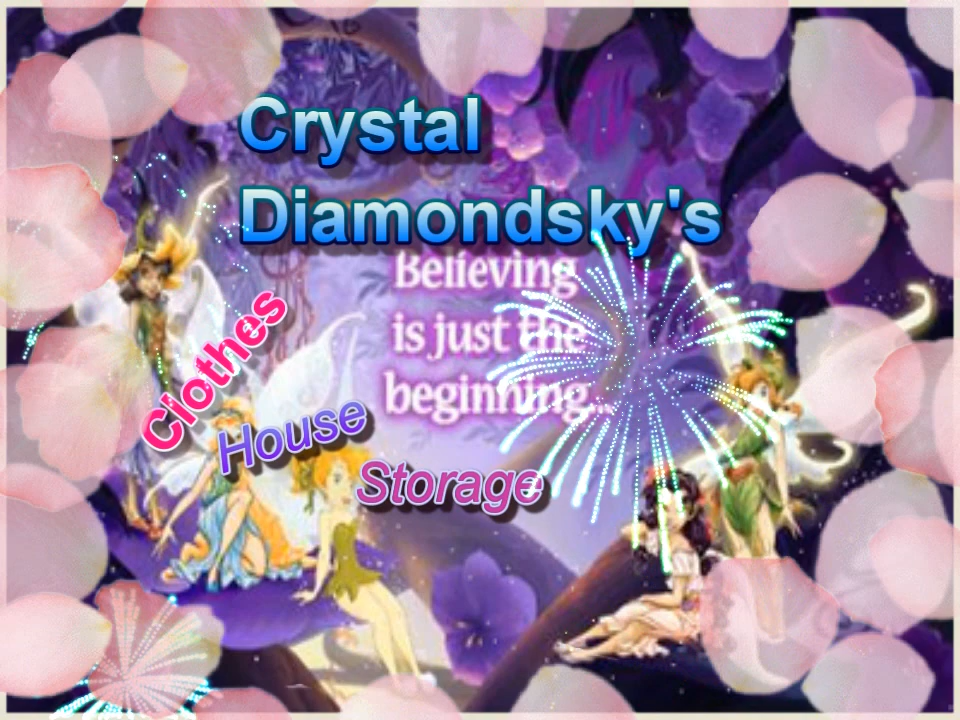 Crystal
Diamondsky's
Believing
is just the
beginning...
Clothes
House
Storage